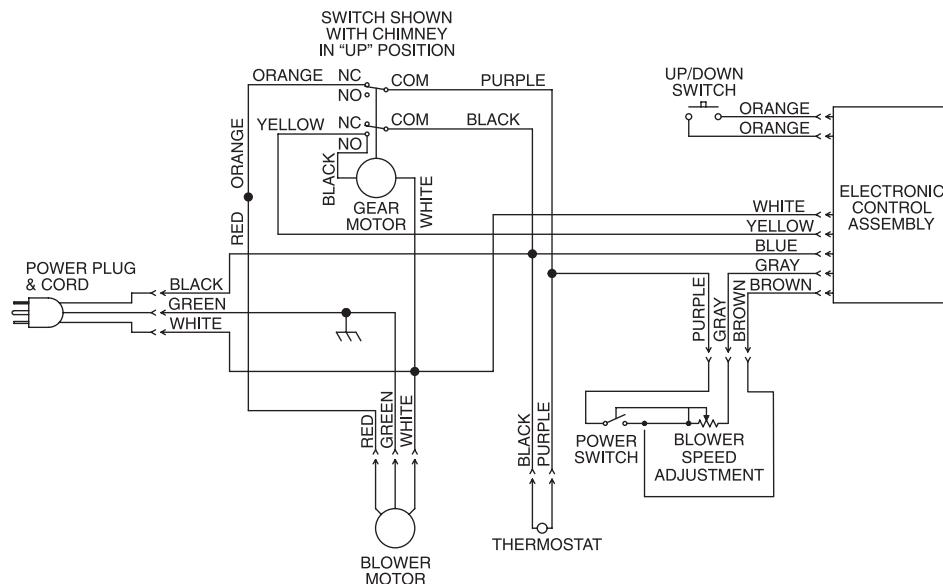 SWITCH SHOWN
WITH CHIMNEY
IN “UP” POSITION
ORANGE
NC
COM
PURPLE
NO
YELLOW
NC
COM
BLACK
NO
BLACK
WHITE
GEAR
MOTOR
ORANGE
RED
UP/DOWN
SWITCH
ORANGE
ORANGE
ELECTRONIC
CONTROL
ASSEMBLY
WHITE
YELLOW
BLUE
GRAY
BROWN
POWER PLUG
& CORD
BLACK
GREEN
WHITE
PURPLE
GRAY
BROWN
RED
GREEN
WHITE
BLACK
PURPLE
POWER
SWITCH
BLOWER
SPEED
ADJUSTMENT
THERMOSTAT
BLOWER
MOTOR